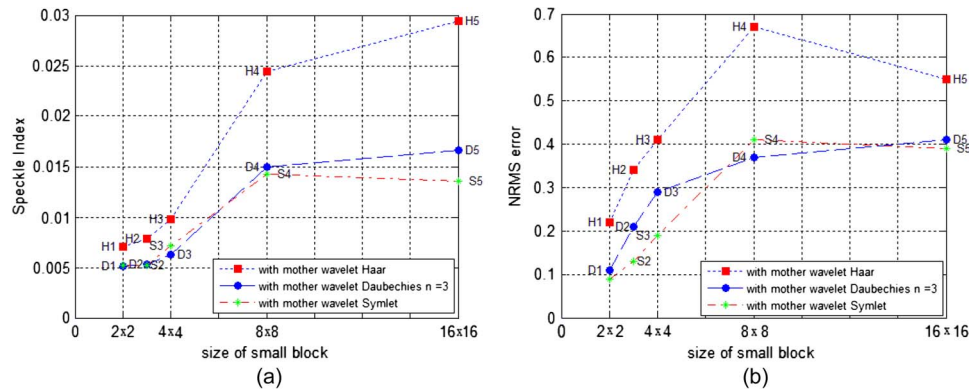 0.03
0.025
0.02
0.015
0.01
0.005
0
Speckle Index
H1
H2
H3
H4
H5
D1
D2
D3
D4
D5
S2
S3
S4
S5
with mother wavelet Haar
with mother wavelet Daubechies n =3
with mother wavelet Symlet
0 2x2 4x4 8x8 16x16
size of small block
(a)
0.7
0.6
0.5
0.4
0.3
0.2
0.1
0
NRMS error
H1
H2
H3
H4
H5
D1
D2
D3
D4
D5
S2
S3
S4
S5
with mother wavelet Haar
with mother wavelet Daubechies n =3
with mother wavelet Symlet
0 2x2 4x4 8x8 16x16
size of small block
(b)